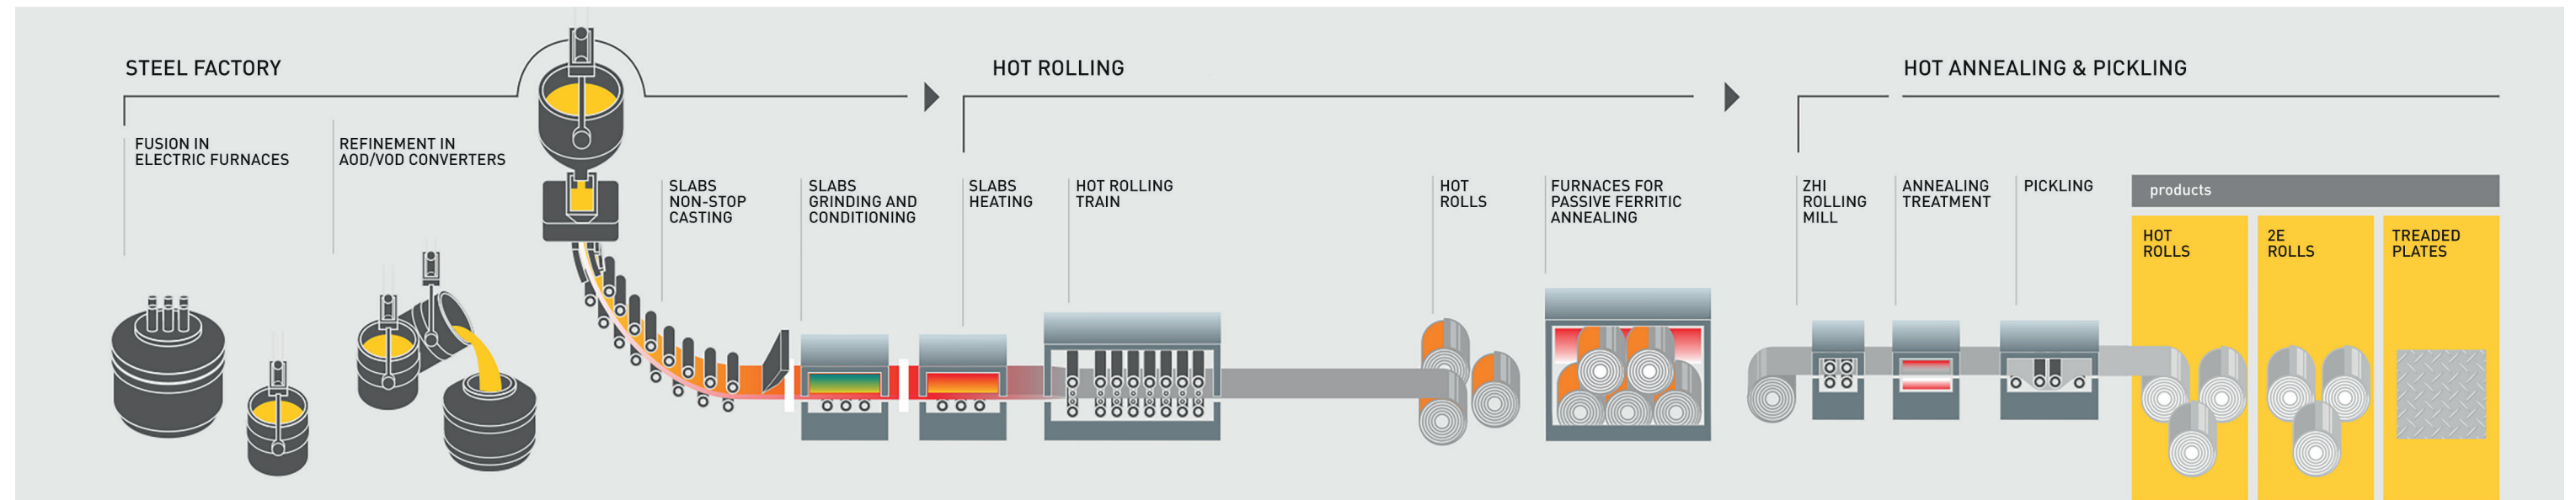 STEEL FACTORY
HOT ROLLING
HOT ANNEALING & PICKLING
FUSION IN
ELECTRIC FURNACES
REFINEMENT IN
AOD/VOD CONVERTERS
SLABS
NON-STOP
CASTING
SLABS
GRINDING AND
CONDITIONING
SLABS
HEATING
HOT ROLLING
TRAIN
HOT
ROLLS
FURNACES FOR
PASSIVE FERRITIC
ANNEALING
ZHI
ROLLING
MILL
ANNEALING
TREATMENT
PICKLING
products
HOT
ROLLS
2E
ROLLS
TREADED
PLATES